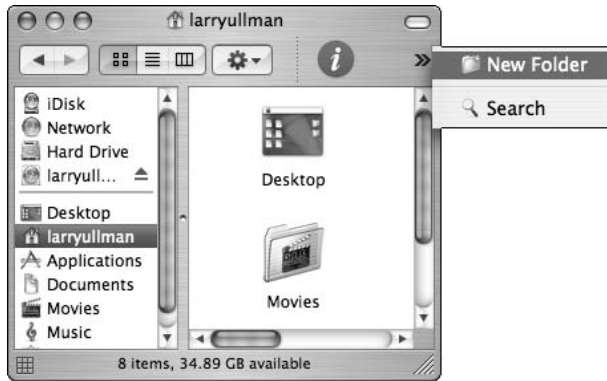 larryullman
New Folder
Search
iDisk
Network
Hard Drive
larryull...
Desktop
larryullman
Applications
Documents
Movies
Music
Desktop
Movies
8 items, 34.89 GB available